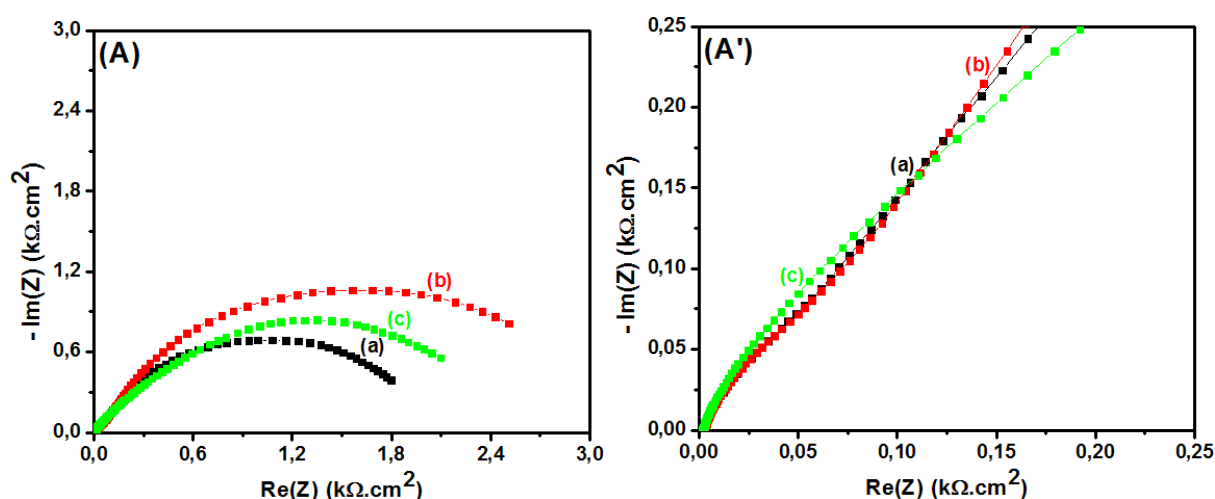 (A)
3,0
2,4
1,8
1,2
0,6
0,0
- Im(Z) (kΩ.cm²)
(b)
(c)
(a)
0,0 0,6 1,2 1,8 2,4 3,0
Re(Z) (kΩ.cm²)
(A')
0,25
0,20
0,15
0,10
0,05
0,00
- Im(Z) (kΩ.cm²)
(b)
(a)
(c)
0,00 0,05 0,10 0,15 0,20 0,25
Re(Z) (kΩ.cm²)